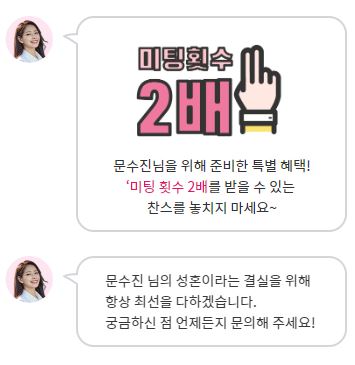 미팅횟수
2배
문수진님을 위해 준비한 특별 혜택!
‘미팅 횟수 2배를 받을 수 있는
찬스를 놓치지 마세요~
문수진 님의 성혼이라는 결실을 위해
항상 최선을 다하겠습니다.
궁금하신 점 언제든지 문의해 주세요!